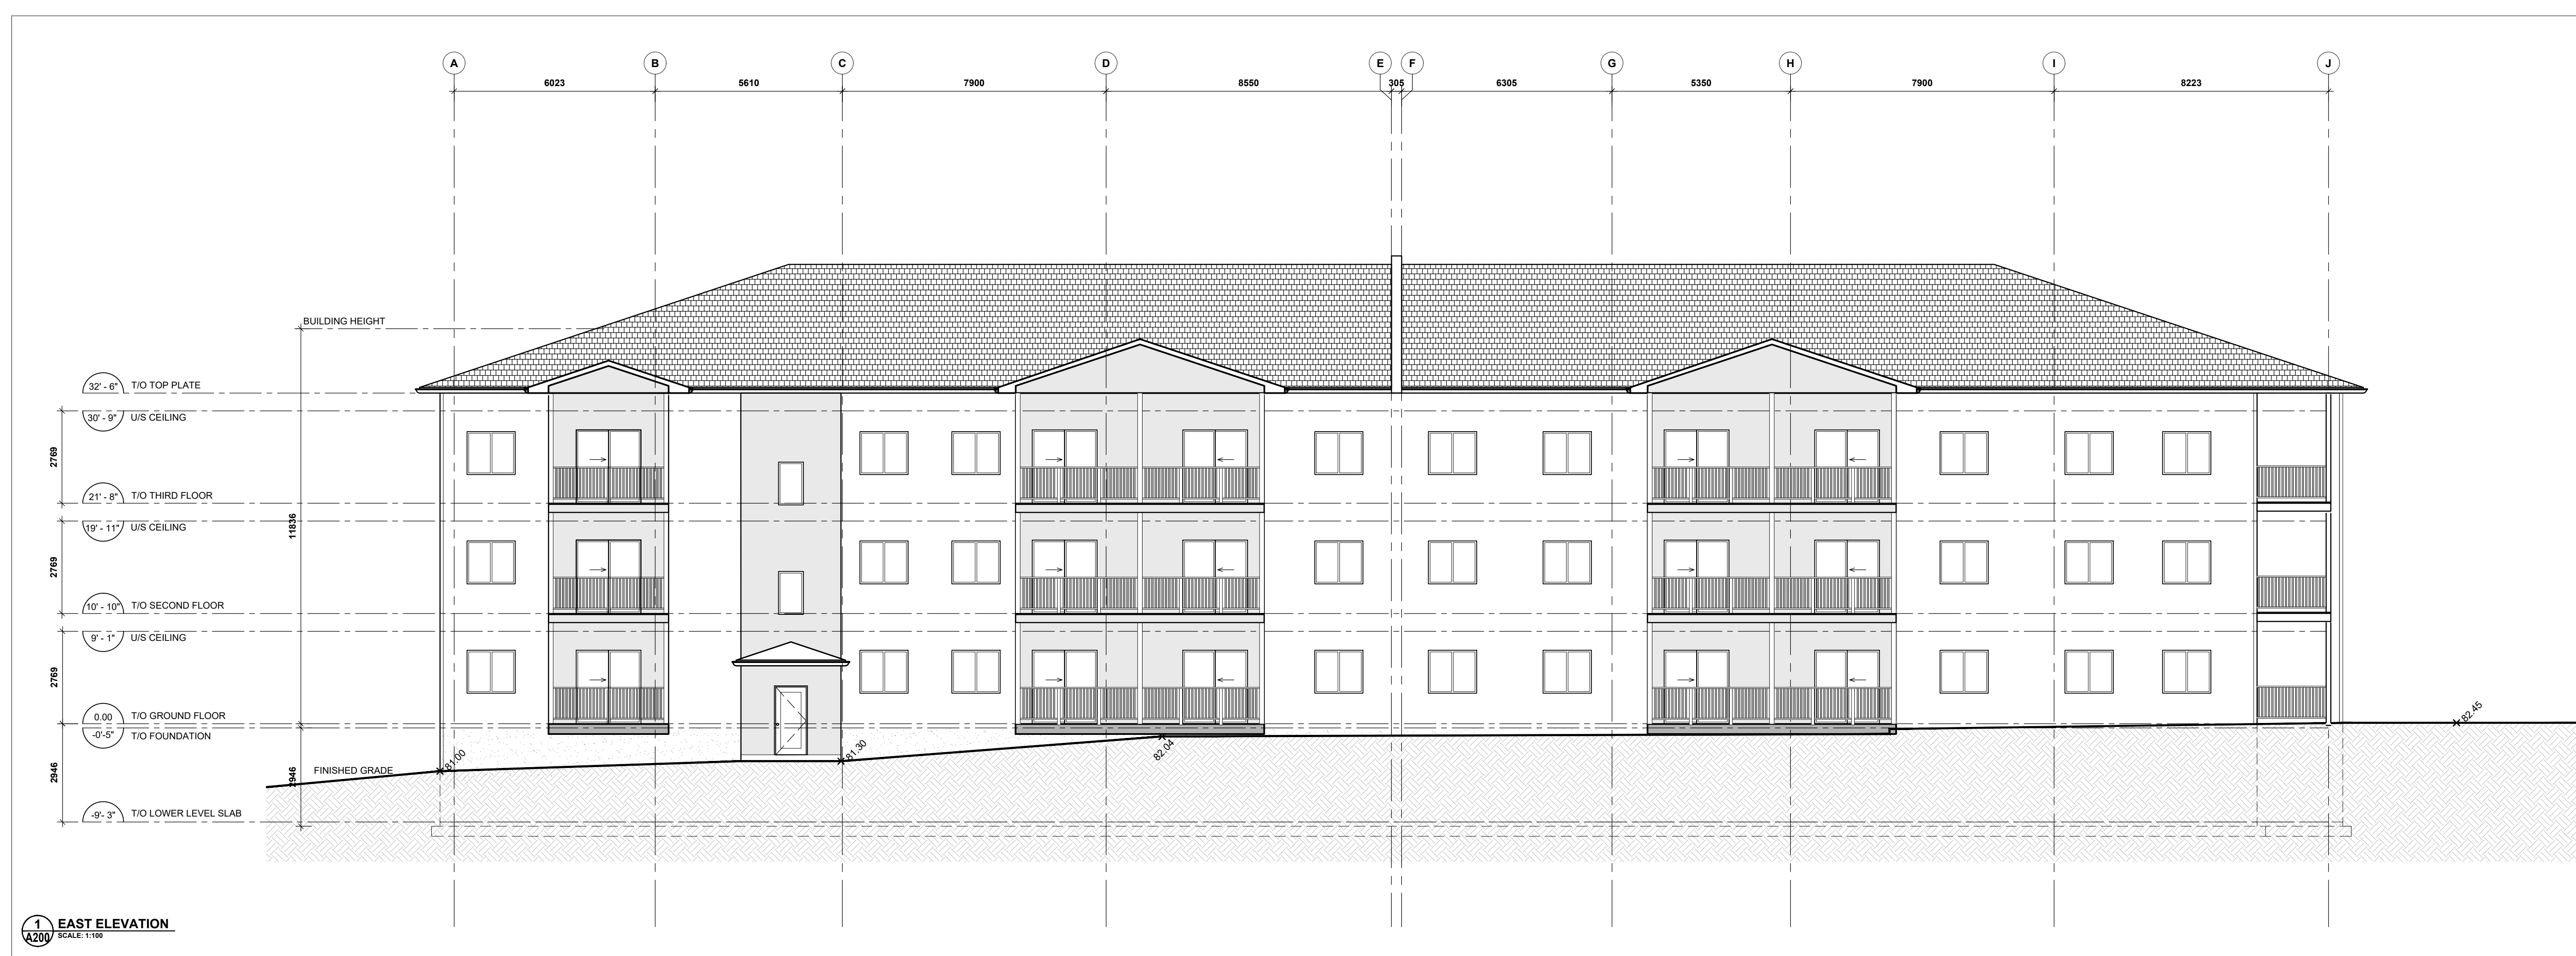 A B C D E F G H I J
6023 5610 7900 8550 305 6305 5350 7900 8223
BUILDING HEIGHT
32' - 6" T/O TOP PLATE
30' - 9" U/S CEILING
2769
21' - 8" T/O THIRD FLOOR
19' - 11" U/S CEILING
11836
2769
10' - 10" T/O SECOND FLOOR
9' - 1" U/S CEILING
2769
0.00 T/O GROUND FLOOR
-0'-5" T/O FOUNDATION
82.45
82.04
81.30
81.00
FINISHED GRADE
2946
2946
-9'- 3" T/O LOWER LEVEL SLAB
1 EAST ELEVATION
A200 SCALE: 1:100